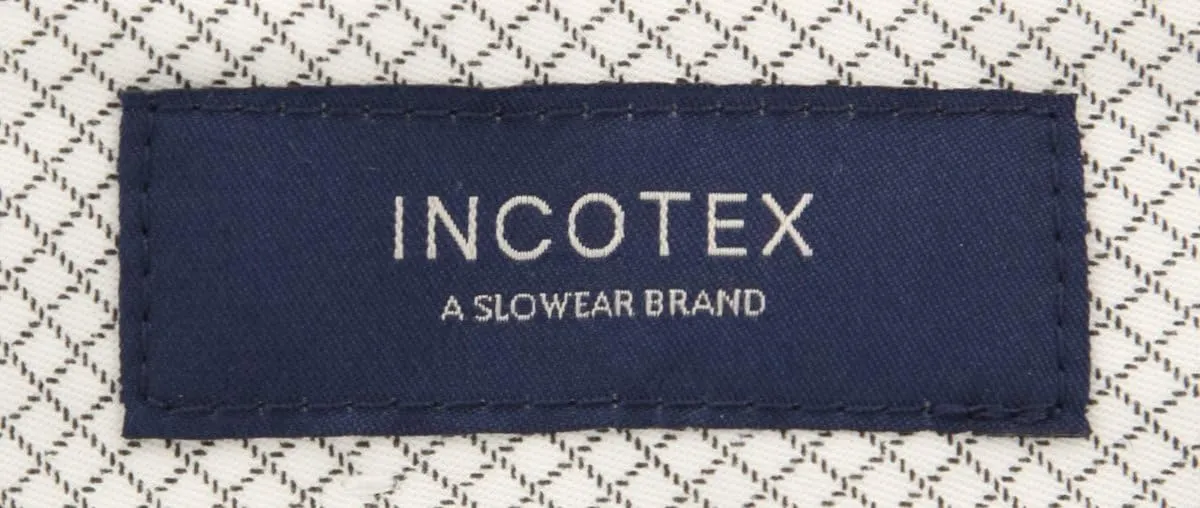 INCOTEX
A SLOWEAR BRAND